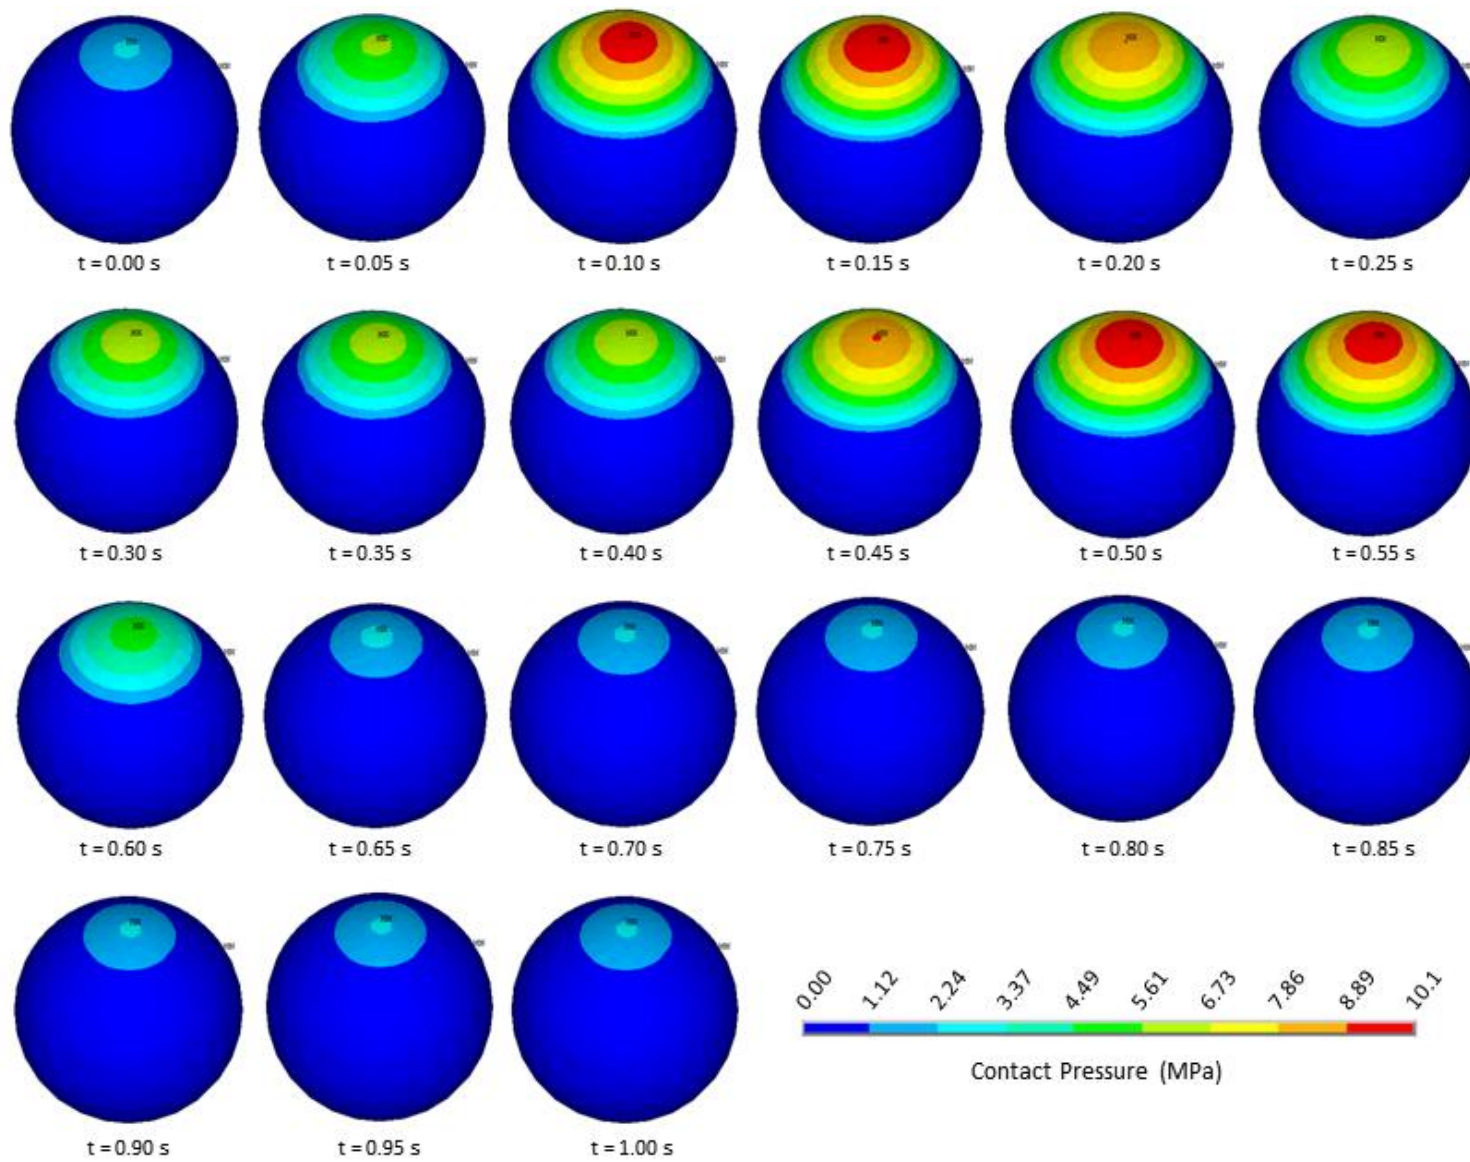 t = 0.00 s
t = 0.05 s
t = 0.10 s
t = 0.15 s
t = 0.20 s
t = 0.25 s
t = 0.30 s
t = 0.35 s
t = 0.40 s
t = 0.45 s
t = 0.50 s
t = 0.55 s
t = 0.60 s
t = 0.65 s
t = 0.70 s
t = 0.75 s
t = 0.80 s
t = 0.85 s
t = 0.90 s
t = 0.95 s
t = 1.00 s
0.00 1.12 2.24 3.37 4.49 5.61 6.73 7.86 8.89 10.1
Contact Pressure (MPa)